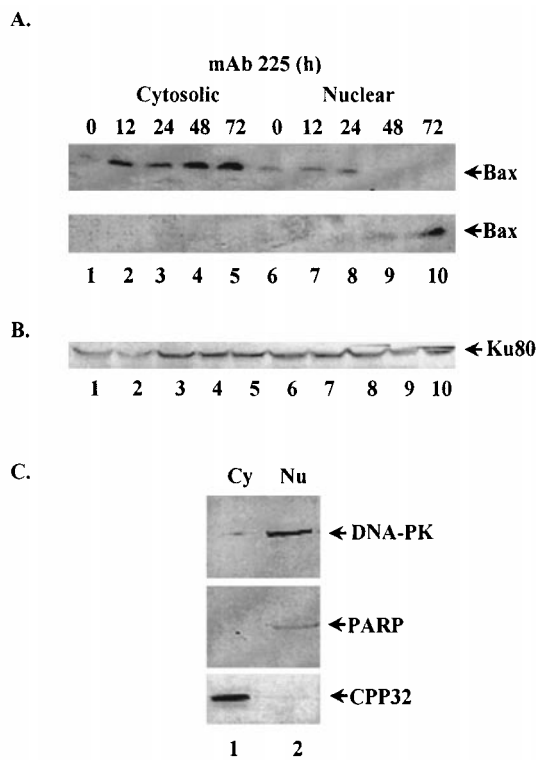 A.
mAb 225 (h)
Cytosolic Nuclear
0 12 24 48 72 0 12 24 48 72
Bax
Bax
1 2 3 4 5 6 7 8 9 10
B.
Ku80
1 2 3 4 5 6 7 8 9 10
C.
Cy Nu
DNA-PK
PARP
CPP32
1 2